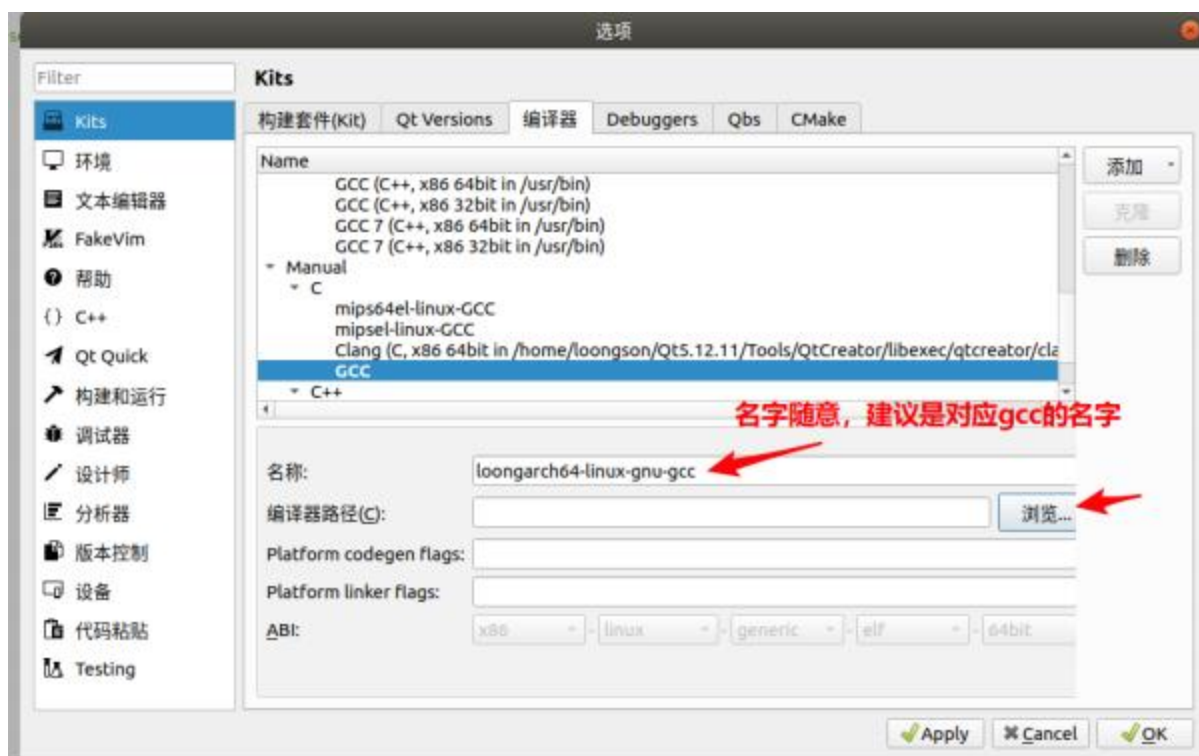 选项
Filter
Kits
Kits
环境
文本编辑器
FakeVim
帮助
{} C++
Qt Quick
构建和运行
调试器
设计师
分析器
版本控制
设备
代码粘贴
Testing
构建套件(Kit) Qt Versions 编译器 Debuggers Qbs CMake
Name
GCC (C++, x86 64bit in /usr/bin)
GCC (C++, x86 32bit in /usr/bin)
GCC 7 (C++, x86 64bit in /usr/bin)
GCC 7 (C++, x86 32bit in /usr/bin)
Manual
C
mips64el-linux-GCC
mipsel-linux-GCC
Clang (C, x86 64bit in /home/loongson/Qt5.12.11/Tools/QtCreator/libexec/qtcreator/cla
GCC
C++
添加
克隆
删除
名字随意，建议是对应gcc的名字
名称: loongarch64-linux-gnu-gcc
编译器路径(C): 浏览...
Platform codegen flags:
Platform linker flags:
ABI: x86 - linux - generic - elf - 64bit
Apply Cancel OK